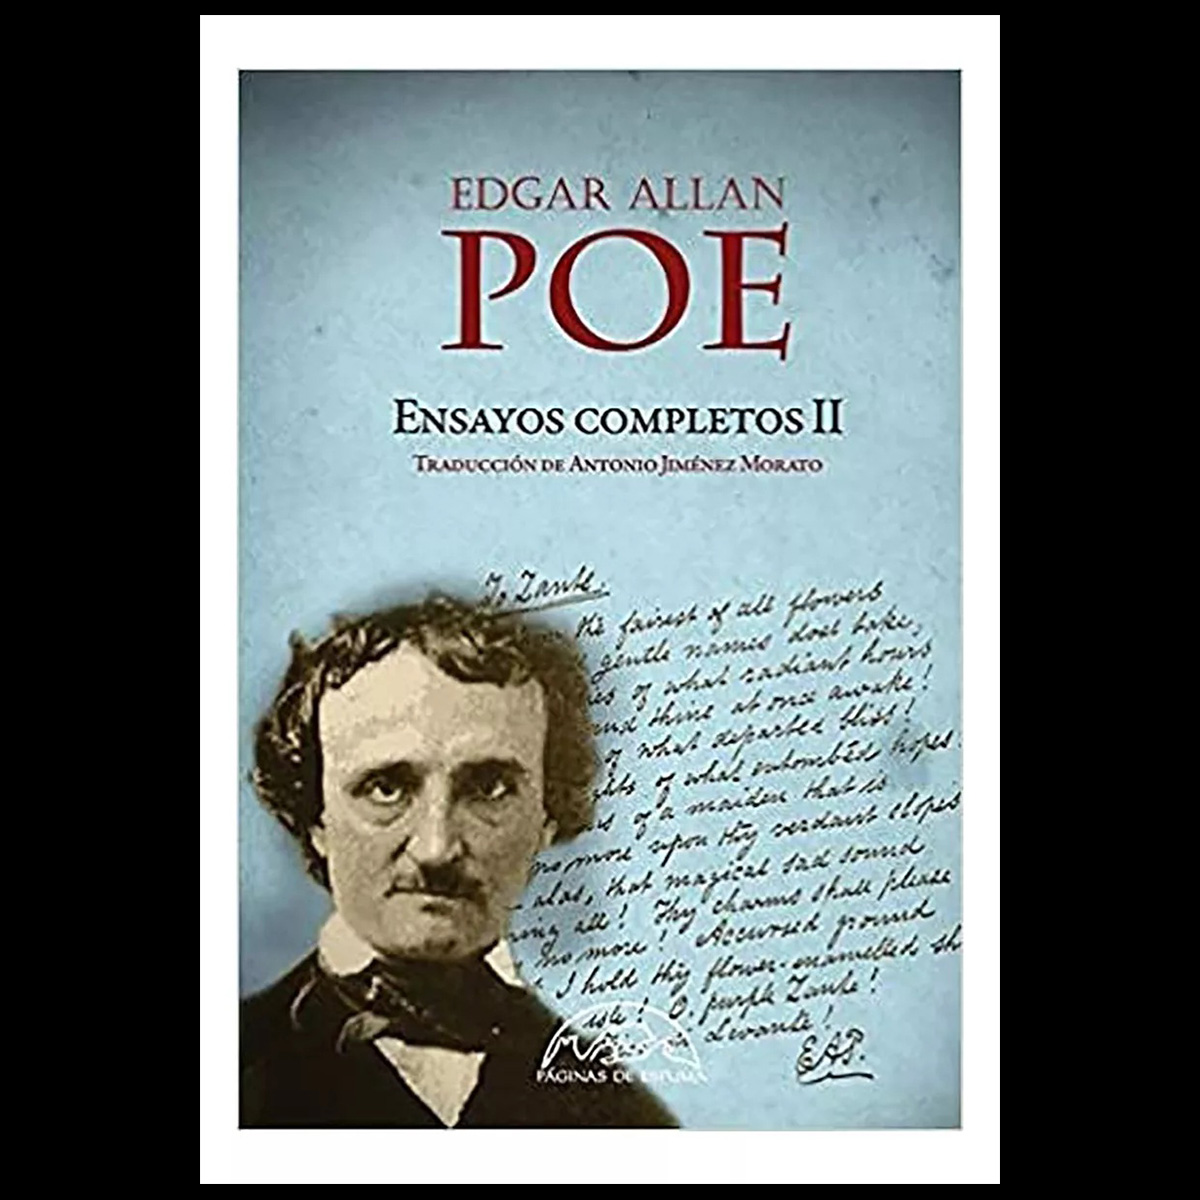 EDGAR ALLAN
POE
ENSAYOS COMPLETOS II
TRADUCCIÓN DE ANTONIO JIMÉNEZ MORATO
To Zante.
the fairest of all flowers
gentle names dost take,
of what radiant hours
thine at once awake!
of what departed bliss!
of what entombéd hopes
of a maiden that is
no more upon thy verdant slopes
alas, that magical sad sound
all! Thy charms shall please
no more! Accursed ground
I hold thy flower-enamelled sh
isle! O, purple Zante!
Levante!
EAP.
PÁGINAS DE ESPUMA